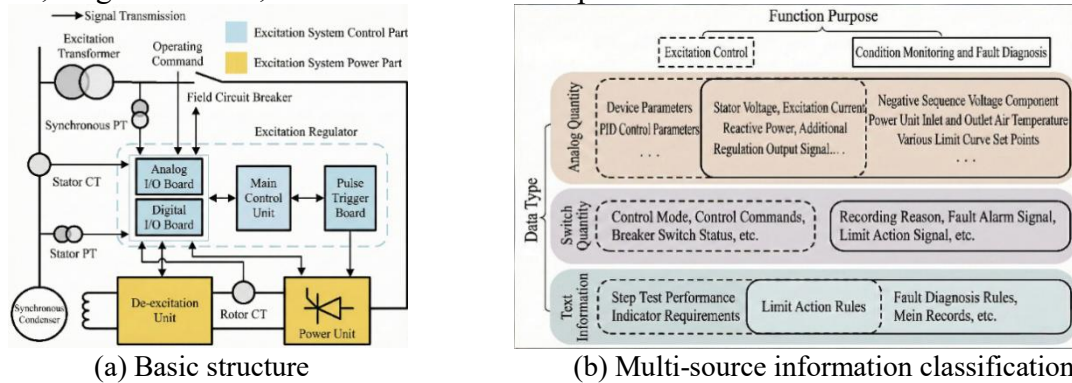 Signal Transmission
Excitation
Transformer
Operating
Command
Excitation System Control Part
Excitation System Power Part
Field Circuit Breaker
Synchronous PT
Excitation Regulator
Stator CT
Analog
I/O Board
Digital
I/O Board
Main
Control
Unit
Pulse
Trigger
Board
Stator PT
Synchronous
Condenser
De-excitation
Unit
Rotor CT
Power Unit
(a) Basic structure
Function Purpose
Excitation Control
Condition Monitoring and Fault Diagnosis
Data Type
Analog Quantity
Device Parameters
PID Control Parameters
. . .
Stator Voltage, Excitation Current
Reactive Power, Additional
Regulation Output Signal....
Negative Sequence Voltage Component
Power Unit Inlet and Outlet Air Temperature
Various Limit Curve Set Points
. . .
Switch
Quantity
Control Mode, Control Commands,
Breaker Switch Status, etc.
Recording Reason, Fault Alarm Signal,
Limit Action Signal, etc.
Text
Information
Step Test Performance
Indicator Requirements
Limit Action Rules
Fault Diagnosis Rules,
Mein Records, etc.
(b) Multi-source information classification